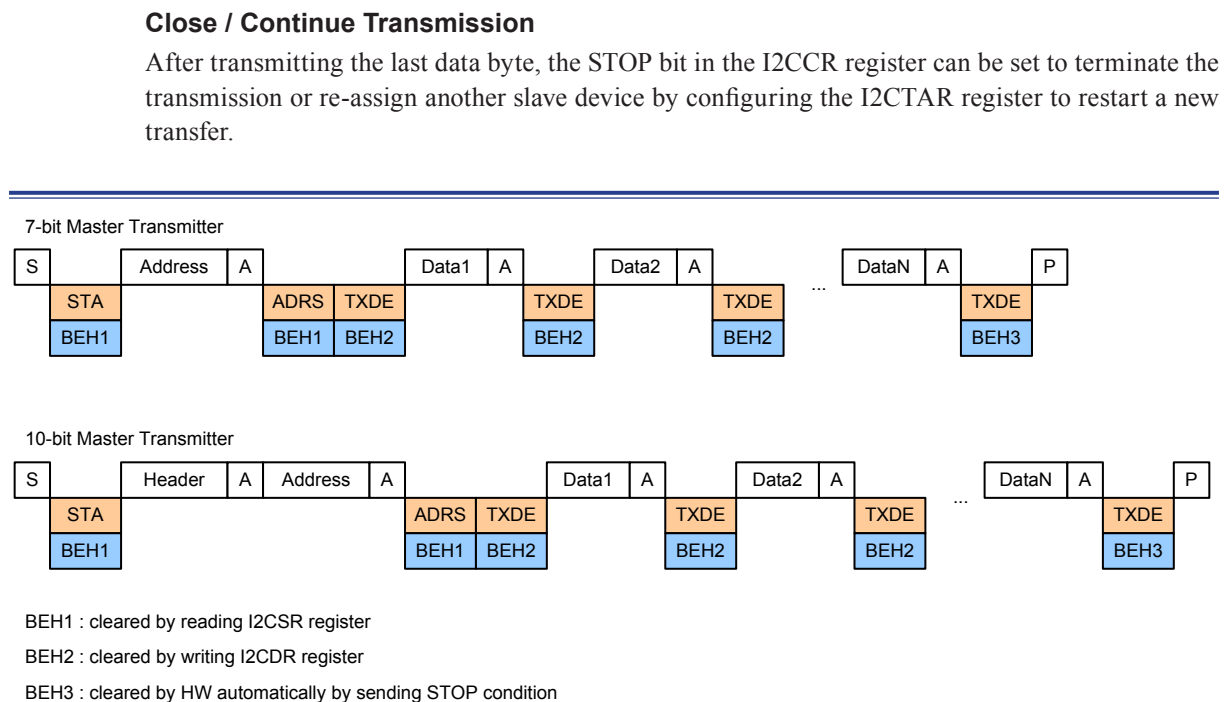 Close / Continue Transmission
After transmitting the last data byte, the STOP bit in the I2CCR register can be set to terminate the
transmission or re-assign another slave device by configuring the I2CTAR register to restart a new
transfer.
7-bit Master Transmitter
S Address A Data1 A Data2 A ... DataN A P
STA ADRS TXDE TXDE TXDE TXDE
BEH1 BEH1 BEH2 BEH2 BEH2 BEH3
10-bit Master Transmitter
S Header A Address A Data1 A Data2 A ... DataN A P
STA ADRS TXDE TXDE TXDE TXDE
BEH1 BEH1 BEH2 BEH2 BEH2 BEH3
BEH1 : cleared by reading I2CSR register
BEH2 : cleared by writing I2CDR register
BEH3 : cleared by HW automatically by sending STOP condition